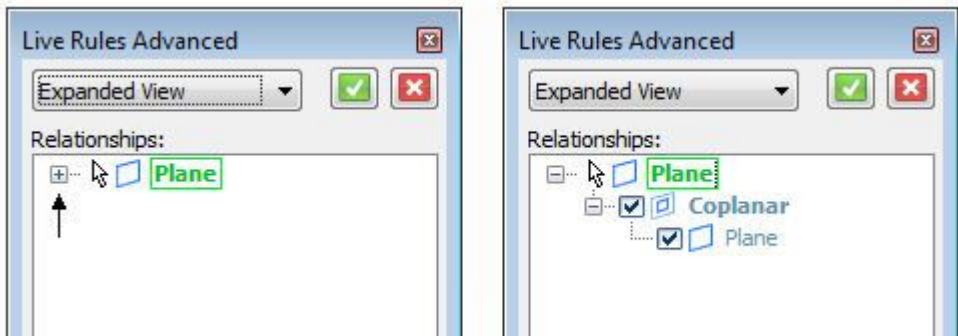 Live Rules Advanced
Expanded View
Relationships:
Plane
Live Rules Advanced
Expanded View
Relationships:
Plane
Coplanar
Plane